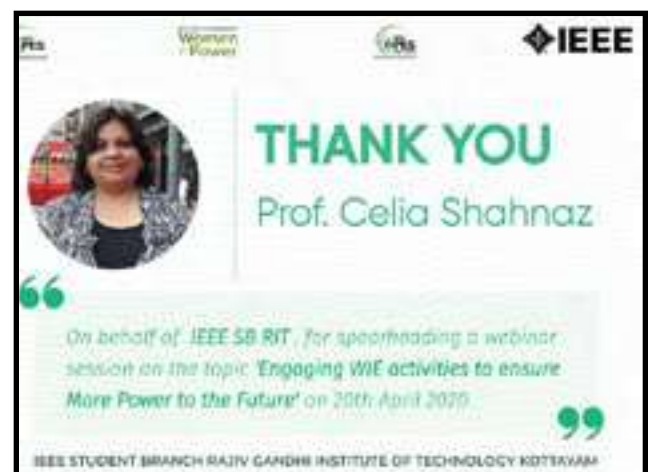 Women
Power
IEEE
THANK YOU
Prof. Celia Shahnaz
On behalf of IEEE SB RIT , for spearheading a webinar
session on the topic 'Engaging WIE activities to ensure
More Power to the Future' on 20th April 2020
IEEE STUDENT BRANCH RAJIV GANDHI INSTITUTE OF TECHNOLOGY KOTTAYAM